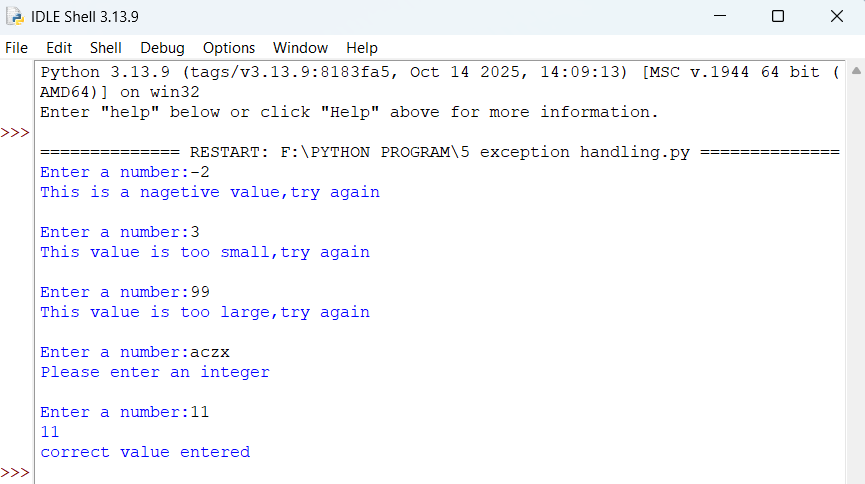 IDLE Shell 3.13.9
File Edit Shell Debug Options Window Help
Python 3.13.9 (tags/v3.13.9:8183fa5, Oct 14 2025, 14:09:13) [MSC v.1944 64 bit (
AMD64)] on win32
Enter "help" below or click "Help" above for more information.
>>>
============== RESTART: F:\PYTHON PROGRAM\5 exception handling.py ==============
Enter a number:-2
This is a nagetive value,try again
Enter a number:3
This value is too small,try again
Enter a number:99
This value is too large,try again
Enter a number:aczx
Please enter an integer
Enter a number:11
11
correct value entered
>>>